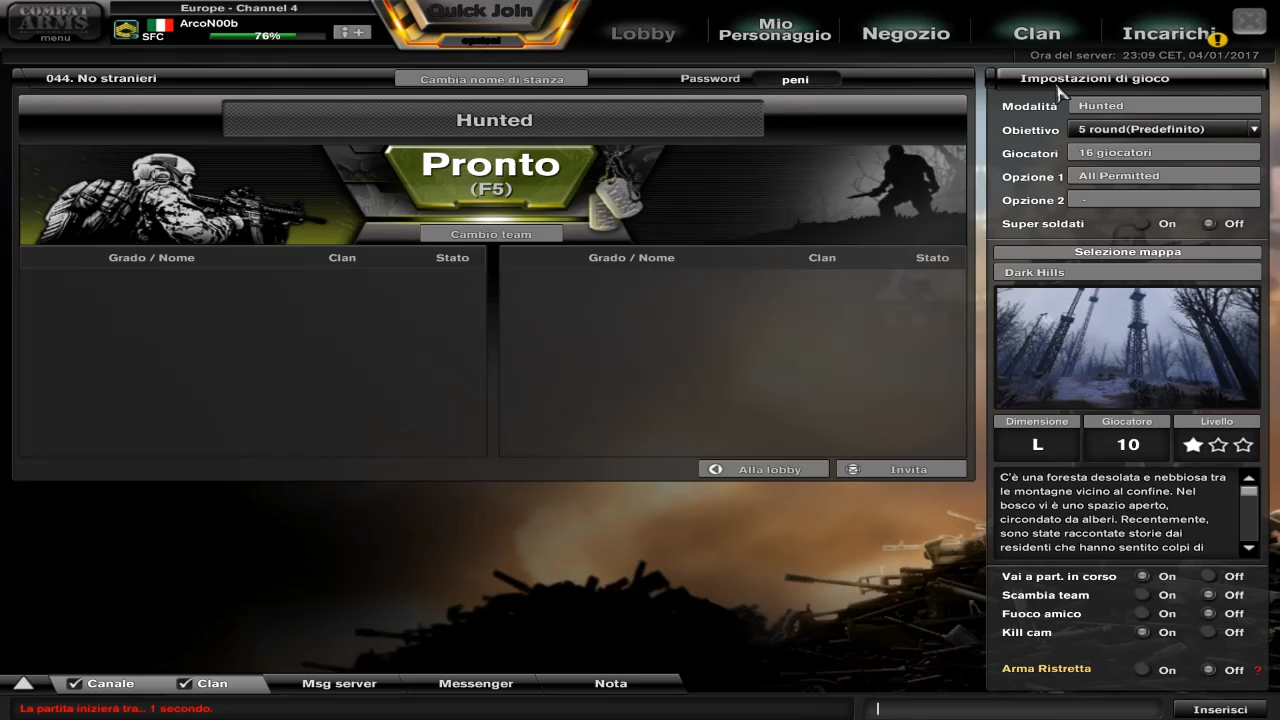 COMBAT ARMS
menu
Europe - Channel 4
SFC ArcoN00b
76%
Quick Join
opzioni
Lobby
Mio Personaggio
Negozio
Clan
Incarichi
Ora del server: 23:09 CET, 04/01/2017
044. No stranieri
Cambia nome di stanza
Password
peni
Hunted
Pronto
(F5)
Cambio team
Grado / Nome Clan Stato
Grado / Nome Clan Stato
Alla lobby
Invita
Impostazioni di gioco
Modalità Hunted
Obiettivo 5 round(Predefinito)
Giocatori 16 giocatori
Opzione 1 All Permitted
Opzione 2 -
Super soldati On Off
Selezione mappa
Dark Hills
Dimensione Giocatore Livello
L 10
C'è una foresta desolata e nebbiosa tra
le montagne vicino al confine. Nel
bosco vi è uno spazio aperto,
circondato da alberi. Recentemente,
sono state raccontate storie dai
residenti che hanno sentito colpi di
Vai a part. in corso On Off
Scambia team On Off
Fuoco amico On Off
Kill cam On Off
Arma Ristretta On Off ?
Canale Clan Msg server Messenger Nota
La partita inizierà tra... 1 secondo.
Inserisci